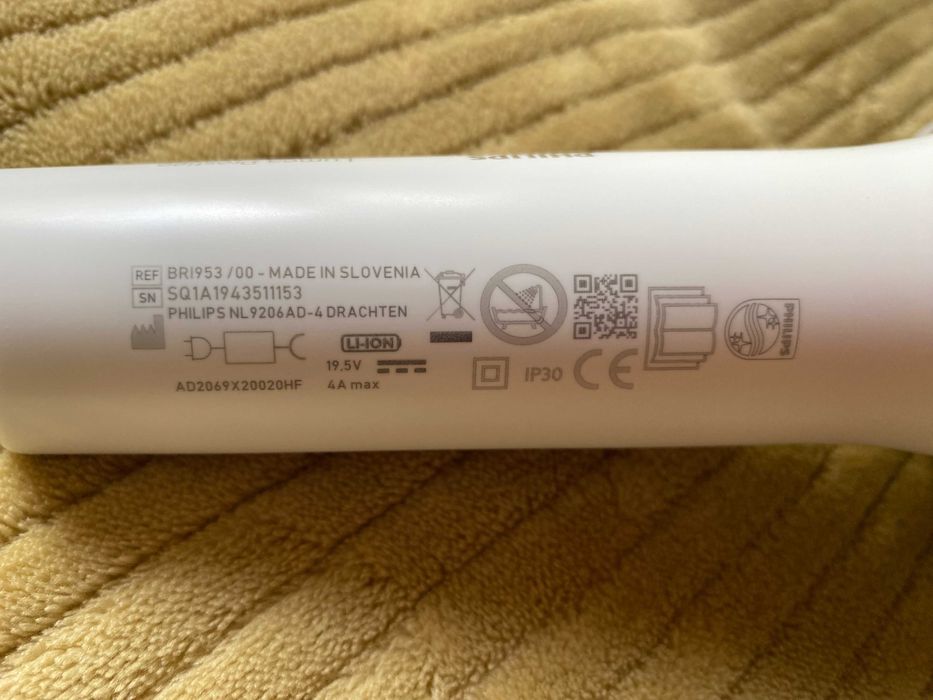 PHILIPS
REF BRI953 /00 - MADE IN SLOVENIA
SN SQ1A1943511153
PHILIPS NL9206AD-4 DRACHTEN
LI-ION
19.5V
4A max
AD2069X20020HF
IP30
CE
PHILIPS